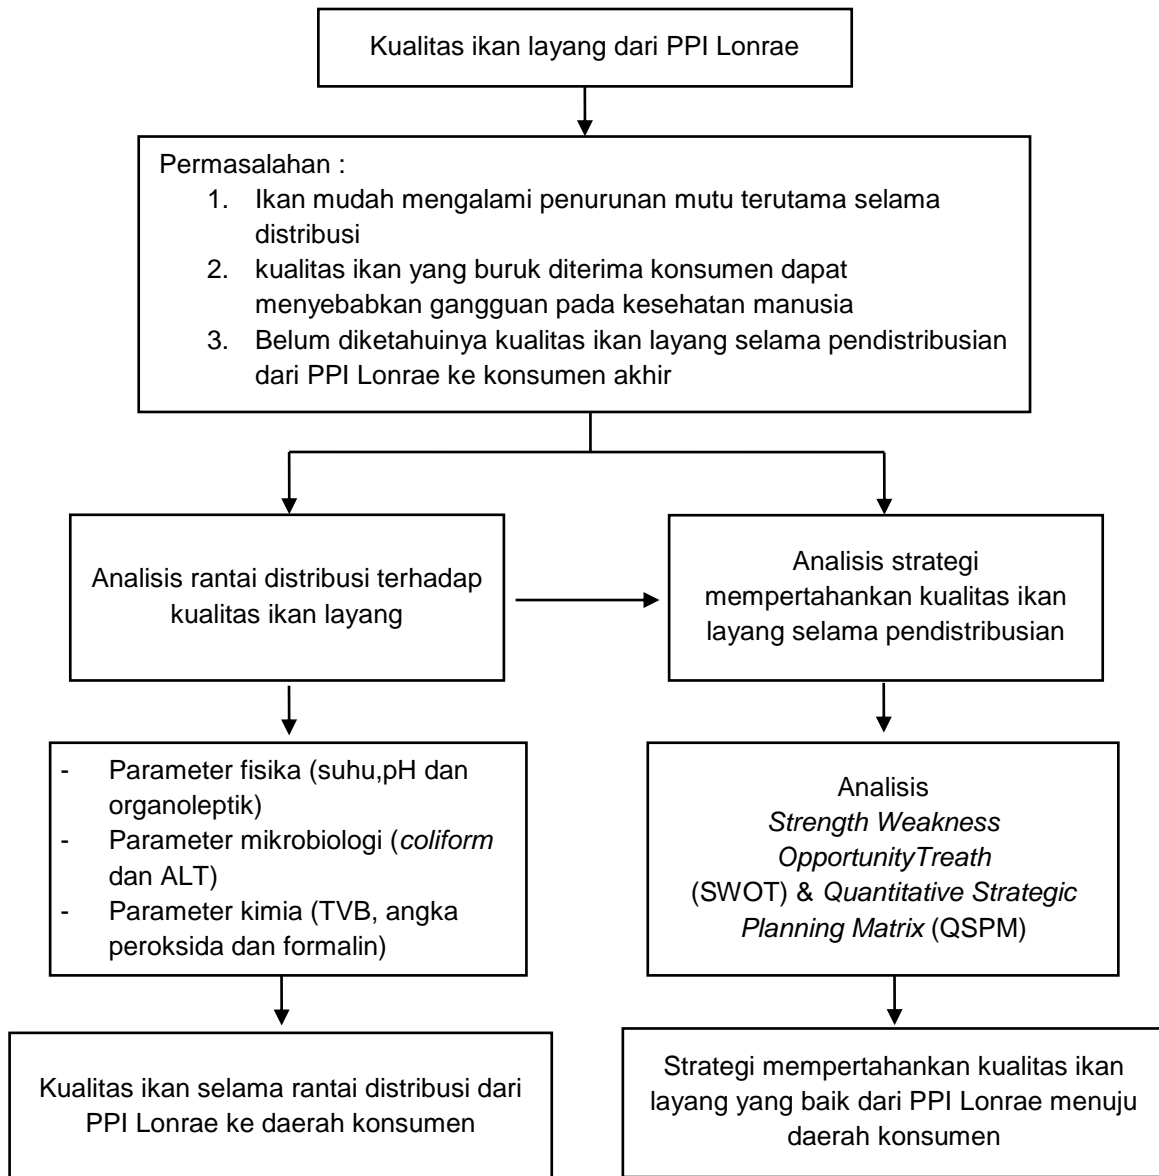 Kualitas ikan layang dari PPI Lonrae
Permasalahan :
1. Ikan mudah mengalami penurunan mutu terutama selama
distribusi
2. kualitas ikan yang buruk diterima konsumen dapat
menyebabkan gangguan pada kesehatan manusia
3. Belum diketahuinya kualitas ikan layang selama pendistribusian
dari PPI Lonrae ke konsumen akhir
Analisis rantai distribusi terhadap
kualitas ikan layang
Analisis strategi
mempertahankan kualitas ikan
layang selama pendistribusian
- Parameter fisika (suhu,pH dan
organoleptik)
- Parameter mikrobiologi (coliform
dan ALT)
- Parameter kimia (TVB, angka
peroksida dan formalin)
Analisis
Strength Weakness
OpportunityTreath
(SWOT) & Quantitative Strategic
Planning Matrix (QSPM)
Kualitas ikan selama rantai distribusi dari
PPI Lonrae ke daerah konsumen
Strategi mempertahankan kualitas ikan
layang yang baik dari PPI Lonrae menuju
daerah konsumen